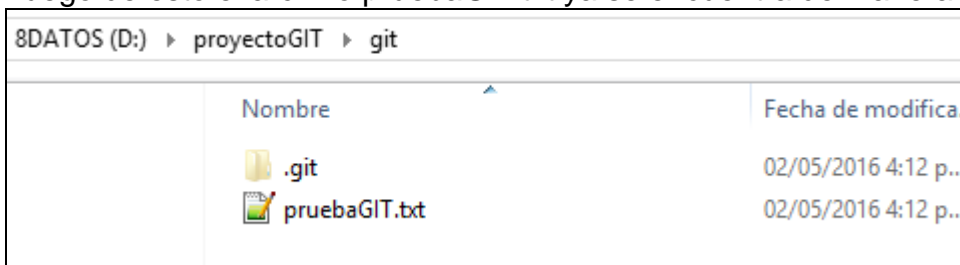 8DATOS (D:) ▸ proyectoGIT ▸ git
Nombre Fecha de modifica.
.git 02/05/2016 4:12 p...
pruebaGIT.txt 02/05/2016 4:12 p...